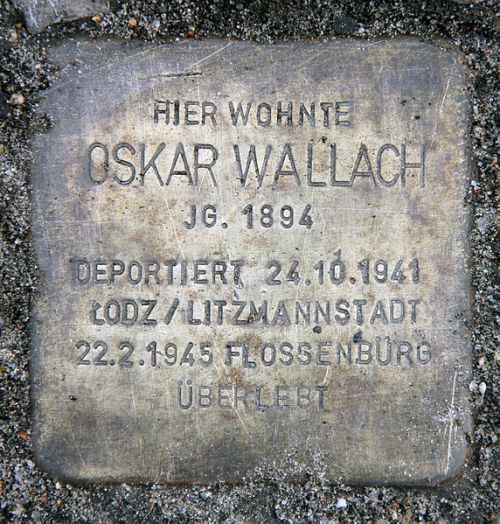 HIER WOHNTE
OSKAR WALLACH
JG. 1894
DEPORTIERT 24.10.1941
ŁODZ/LITZMANNSTADT
22.2.1945 FLOSSENBÜRG
ÜBERLEBT